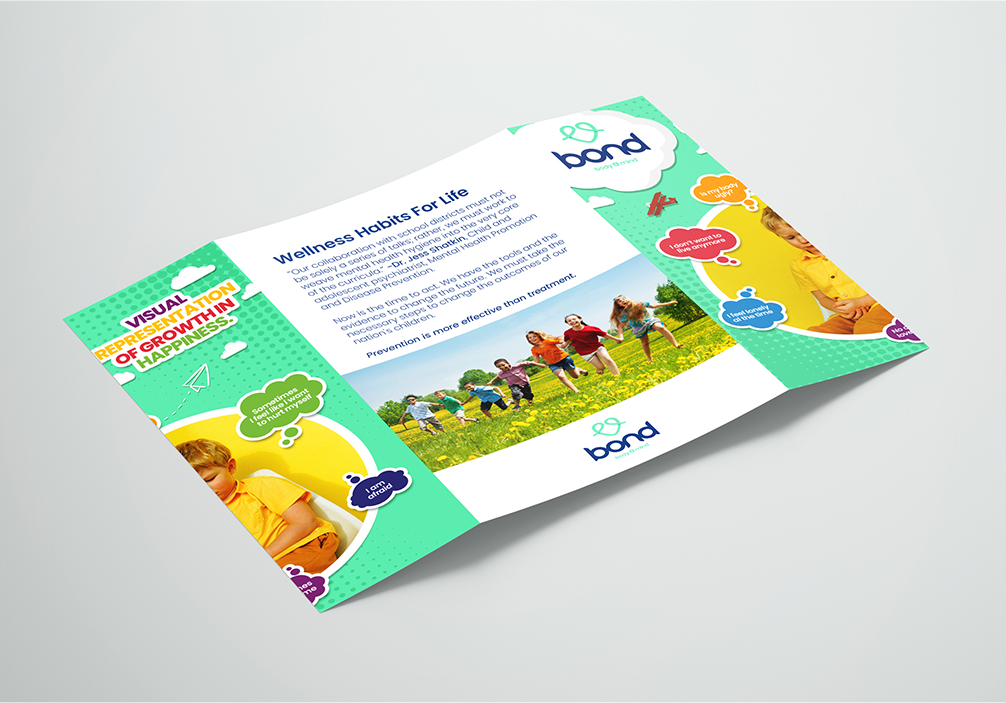 VISUAL
REPRESENTATION
OF GROWTH IN
HAPPINESS.
Sometimes
I feel like I want
to hurt myself
I am
afraid
Wellness Habits For Life
“Our collaboration with school districts must not
be solely a series of talks; rather, we must work to
weave mental health hygiene into the very core
of the curricula.” ~Dr. Jess Shatkin, Child and
adolescent psychiatrist, Mental Health Promotion
and Disease Prevention.
Now is the time to act. We have the tools and the
evidence to change the future. We must take the
necessary steps to change the outcomes of our
nation's children.
Prevention is more effective than treatment.
bond
body & mind
bond
body & mind
Is my body
ugly?
I don't want to
live anymore
I feel lonely
all the time